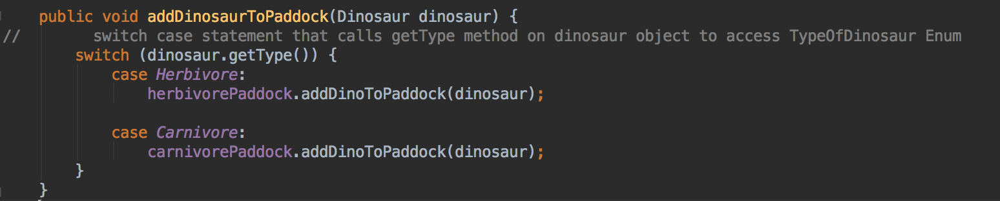 public void addDinosaurToPaddock(Dinosaur dinosaur) {
//        switch case statement that calls getType method on dinosaur object to access TypeOfDinosaur Enum
    switch (dinosaur.getType()) {
        case Herbivore:
            herbivorePaddock.addDinoToPaddock(dinosaur);

        case Carnivore:
            carnivorePaddock.addDinoToPaddock(dinosaur);
    }
}